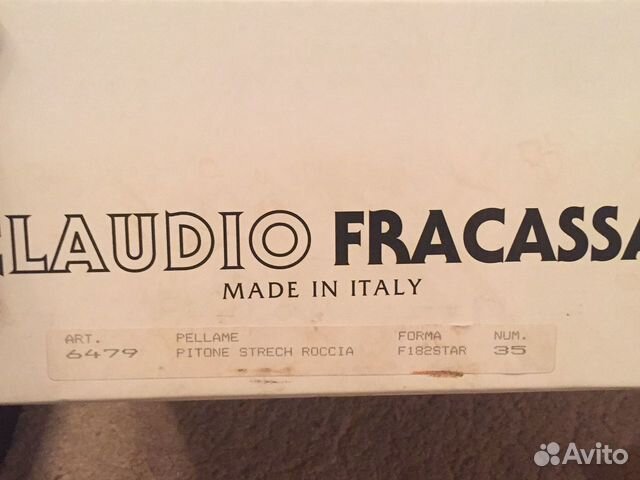 CLAUDIO FRACASSA
MADE IN ITALY
ART. PELLAME FORMA NUM.
6479 PITONE STRECH ROCCIA F182STAR 35
Avito